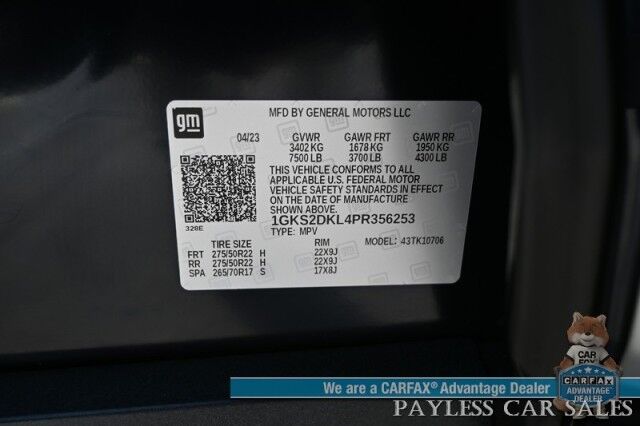 gm
MFD BY GENERAL MOTORS LLC
04/23 GVWR GAWR FRT GAWR RR
3402 KG 1678 KG 1950 KG
7500 LB 3700 LB 4300 LB
THIS VEHICLE CONFORMS TO ALL
APPLICABLE U.S. FEDERAL MOTOR
VEHICLE SAFETY STANDARDS IN EFFECT
ON THE DATE OF MANUFACTURE
SHOWN ABOVE.
320E
1GKS2DKL4PR356253
TYPE: MPV MODEL: 43TK10706
TIRE SIZE RIM
FRT 275/50R22 H 22X9J
RR 275/50R22 H 22X9J
SPA 265/70R17 S 17X8J
CAR
FOX
CARFAX
ADVANTAGE
DEALER
We are a CARFAX® Advantage Dealer
PAYLESS CAR SALES